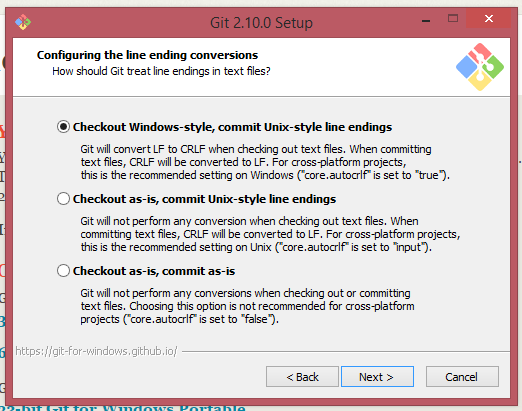 Git 2.10.0 Setup
Configuring the line ending conversions
How should Git treat line endings in text files?
Checkout Windows-style, commit Unix-style line endings
Git will convert LF to CRLF when checking out text files. When committing
text files, CRLF will be converted to LF. For cross-platform projects,
this is the recommended setting on Windows ("core.autocrlf" is set to "true").
Checkout as-is, commit Unix-style line endings
Git will not perform any conversion when checking out text files. When
committing text files, CRLF will be converted to LF. For cross-platform projects,
this is the recommended setting on Unix ("core.autocrlf" is set to "input").
Checkout as-is, commit as-is
Git will not perform any conversions when checking out or committing
text files. Choosing this option is not recommended for cross-platform
projects ("core.autocrlf" is set to "false").
https://git-for-windows.github.io/
< Back
Next >
Cancel
32-bit Git for Windows Portable